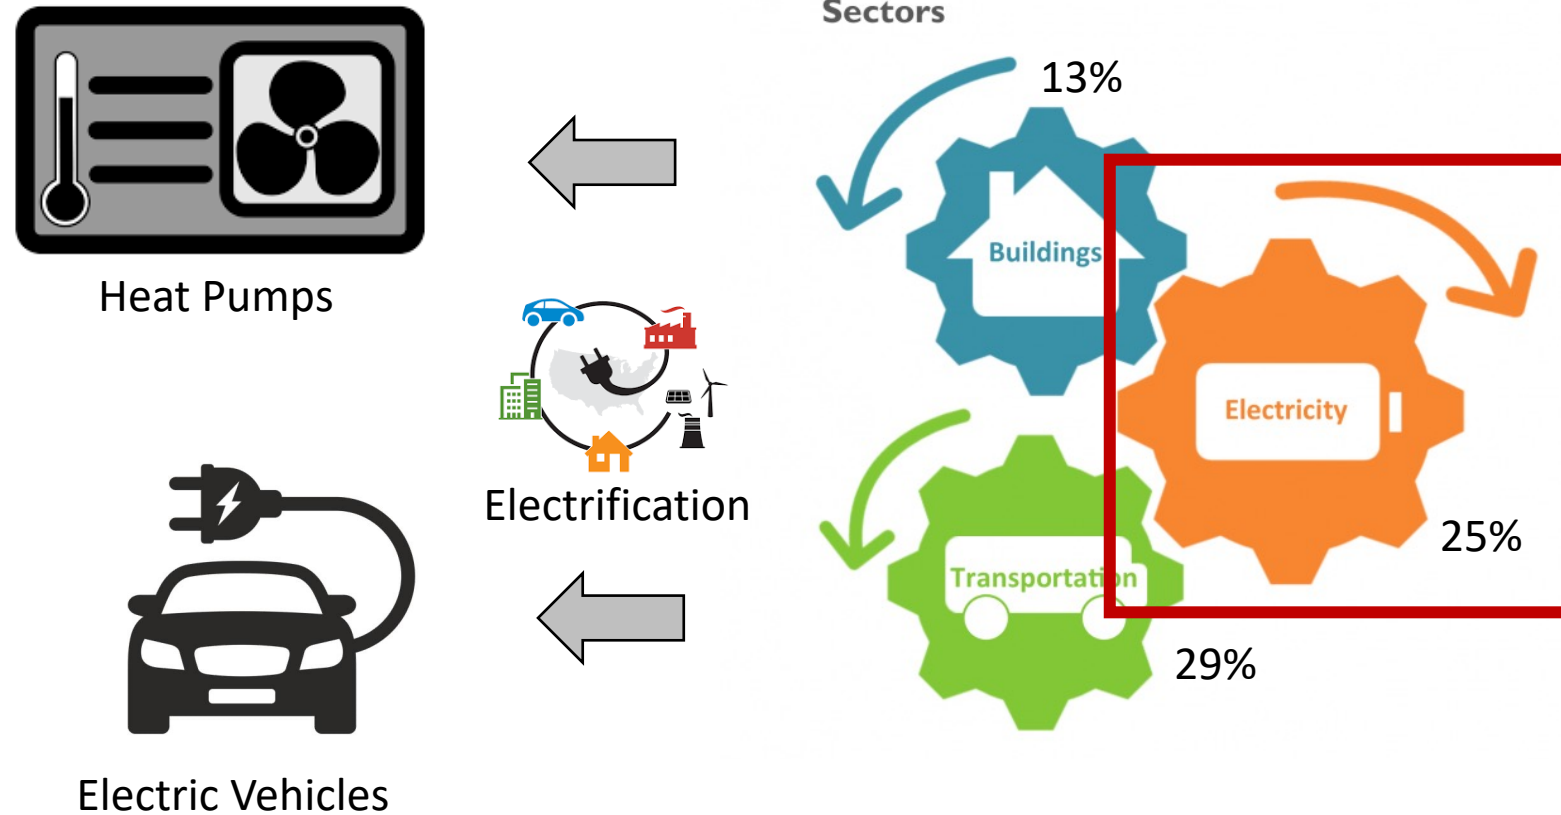 Sectors
13%
Buildings
Heat Pumps
Electricity
Electrification
25%
Transportation
29%
Electric Vehicles